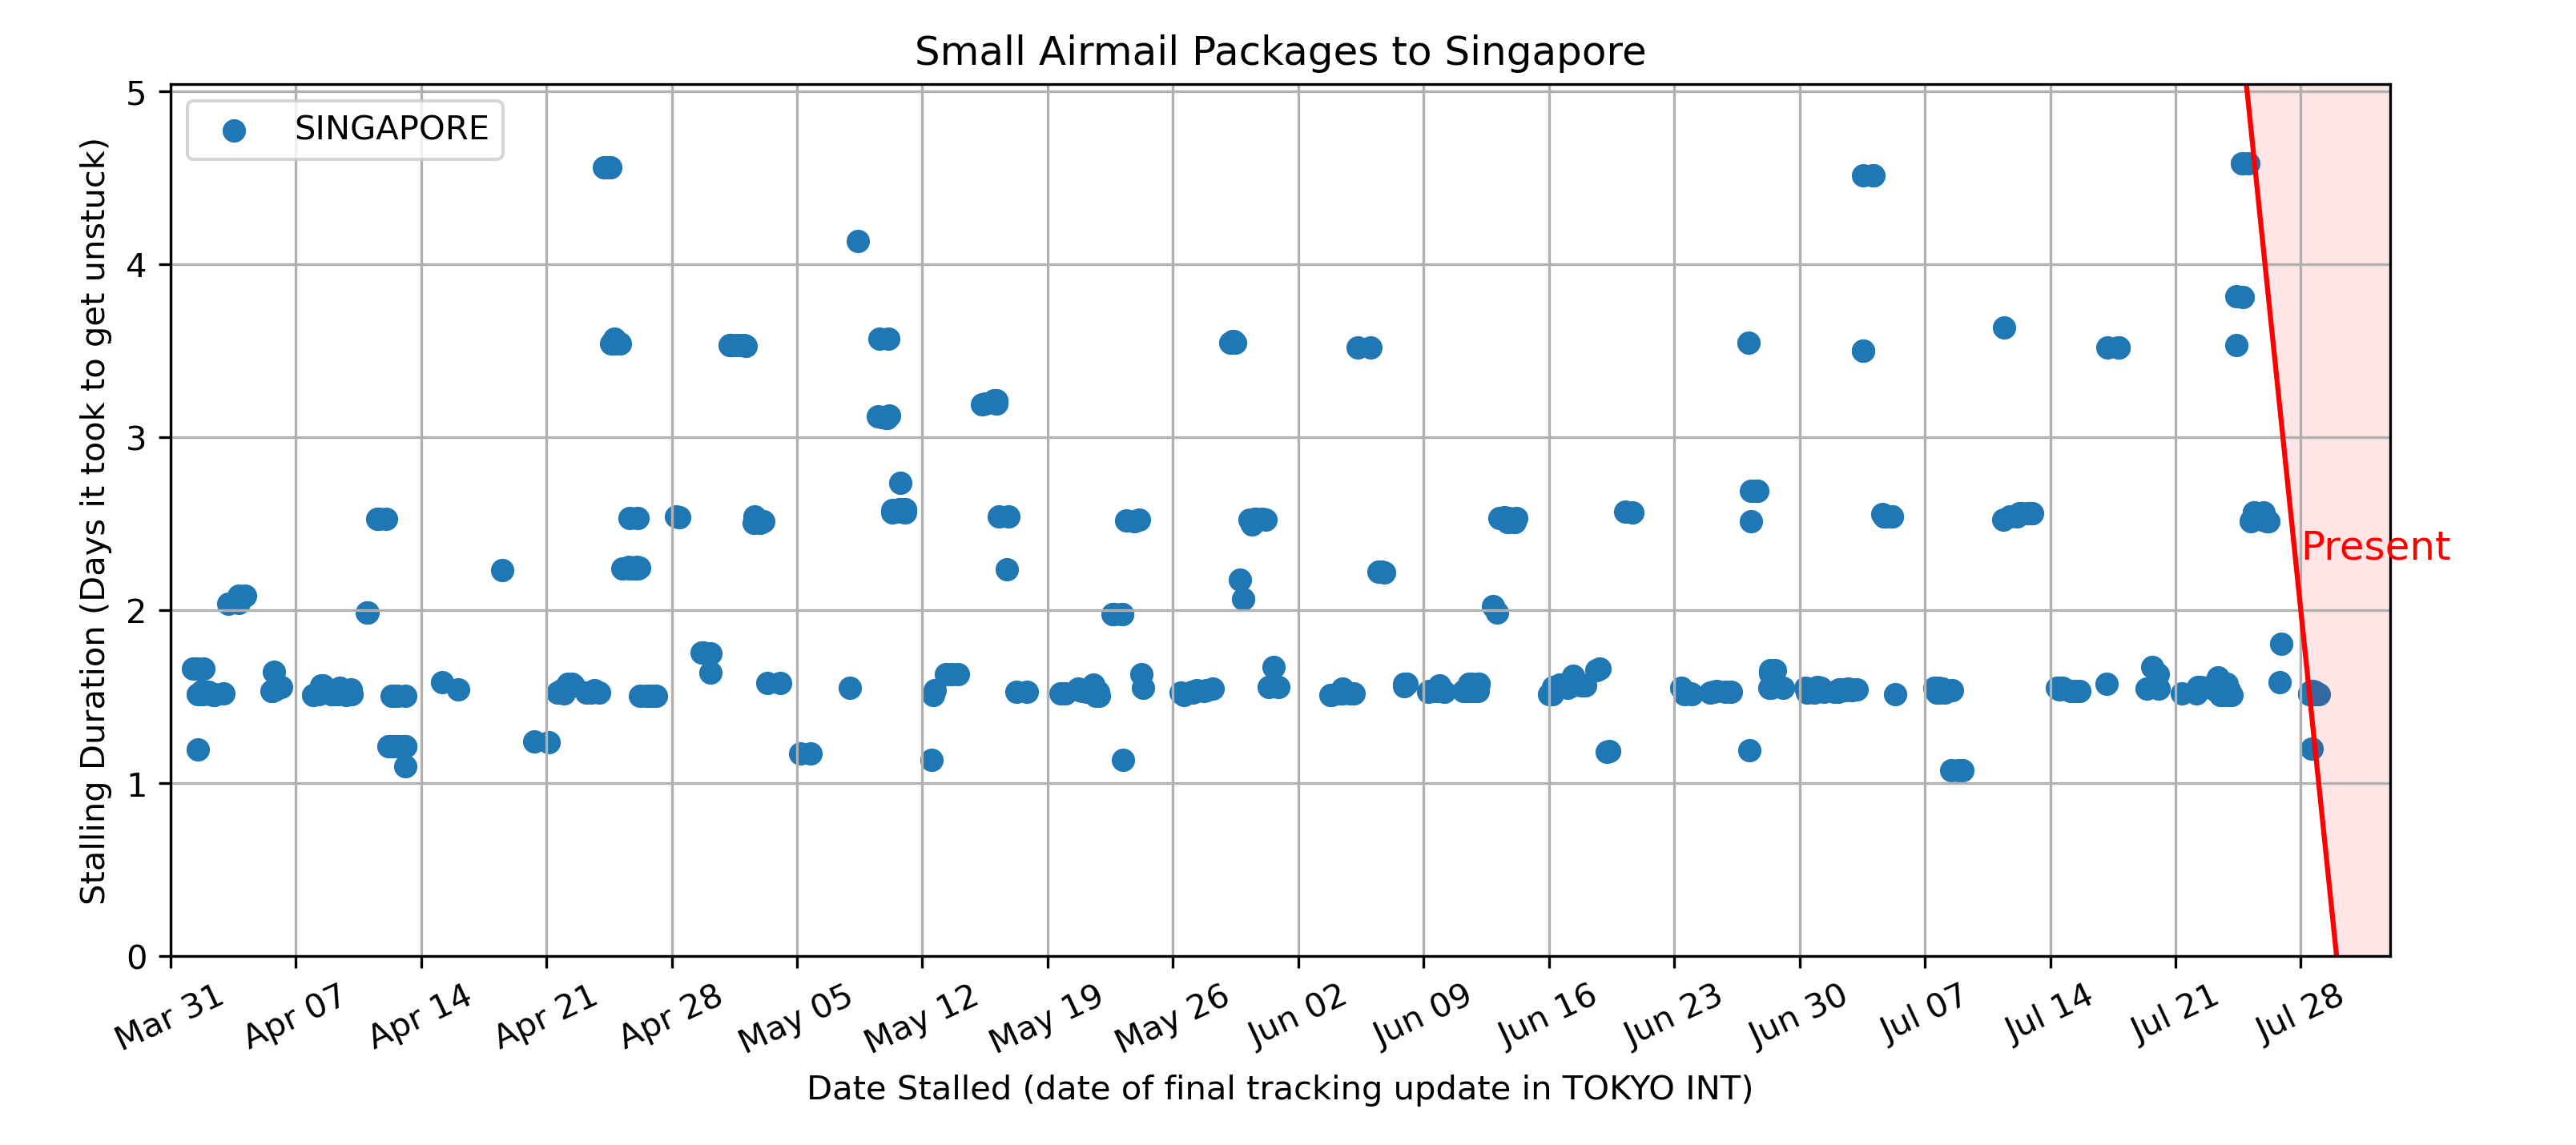 Small Airmail Packages to Singapore
SINGAPORE
Stalling Duration (Days it took to get unstuck)
5
4
3
2
1
0
Present
Mar 31
Apr 07
Apr 14
Apr 21
Apr 28
May 05
May 12
May 19
May 26
Jun 02
Jun 09
Jun 16
Jun 23
Jun 30
Jul 07
Jul 14
Jul 21
Jul 28
Date Stalled (date of final tracking update in TOKYO INT)